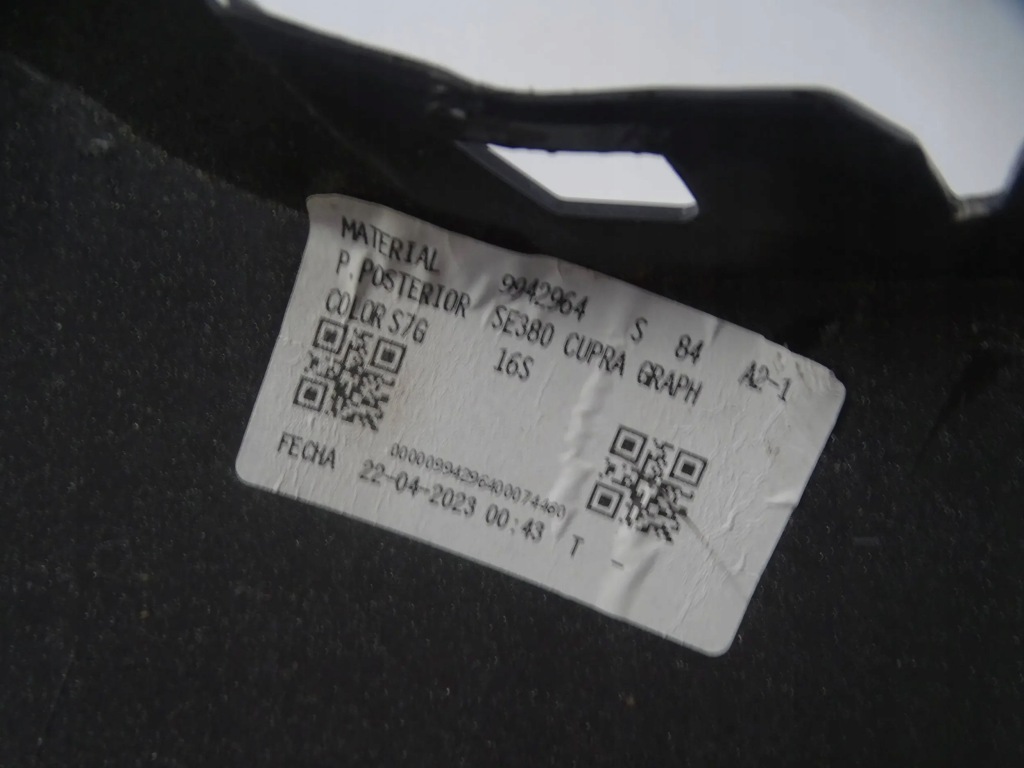 MATERIAL 9942964 S 84 A2-1
P.POSTERIOR SE380 CUPRA GRAPH
COLOR S7G 16S
00000994296400074460
FECHA 22-04-2023 00:43 T _